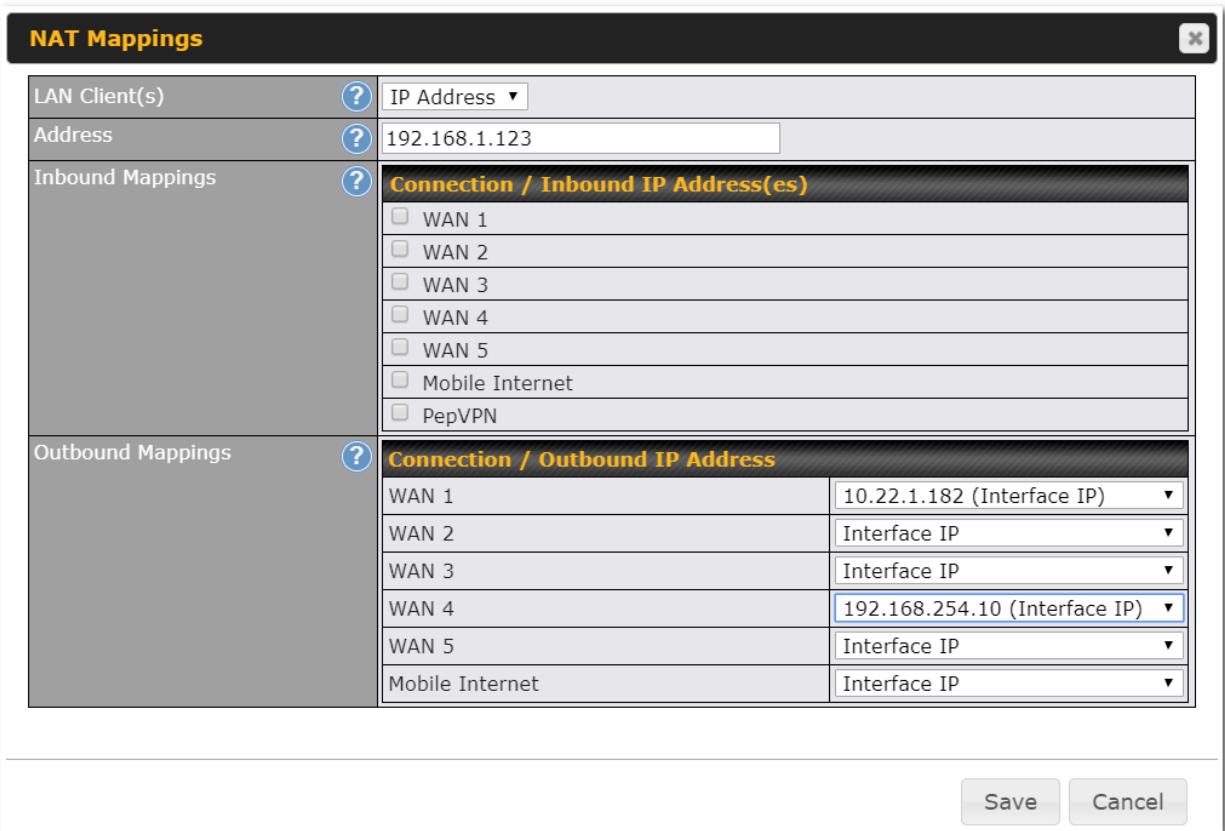 NAT Mappings
LAN Client(s) ? IP Address
Address ? 192.168.1.123
Inbound Mappings ? Connection / Inbound IP Address(es)
WAN 1
WAN 2
WAN 3
WAN 4
WAN 5
Mobile Internet
PepVPN
Outbound Mappings ? Connection / Outbound IP Address
WAN 1 10.22.1.182 (Interface IP)
WAN 2 Interface IP
WAN 3 Interface IP
WAN 4 192.168.254.10 (Interface IP)
WAN 5 Interface IP
Mobile Internet Interface IP
Save Cancel